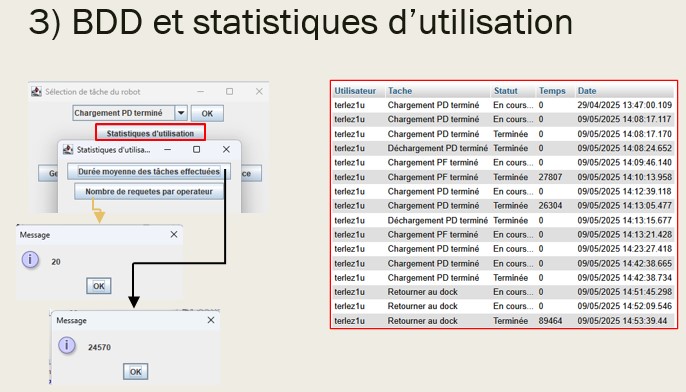 3) BDD et statistiques d'utilisation
Sélection de tâche du robot
Chargement PD terminé OK
Statistiques d'utilisation
Statistiques d'utilisa...
Durée moyenne des tâches effectuées
Nombre de requetes par operateur
Message
20
OK
Message
24570
OK
Utilisateur Tache Statut Temps Date
terlez1u Chargement PD terminé En cours... 0 29/04/2025 13:47:00.109
terlez1u Chargement PD terminé En cours... 0 09/05/2025 14:08:17.117
terlez1u Chargement PD terminé Terminée 0 09/05/2025 14:08:17.170
terlez1u Déchargement PD terminé Terminée 0 09/05/2025 14:08:24.652
terlez1u Chargement PF terminé En cours... 0 09/05/2025 14:09:46.140
terlez1u Chargement PF terminé Terminée 27807 09/05/2025 14:10:13.958
terlez1u Chargement PD terminé En cours... 0 09/05/2025 14:12:39.118
terlez1u Chargement PD terminé Terminée 26304 09/05/2025 14:13:05.477
terlez1u Déchargement PD terminé Terminée 0 09/05/2025 14:13:15.677
terlez1u Chargement PF terminé En cours... 0 09/05/2025 14:13:21.428
terlez1u Chargement PD terminé En cours... 0 09/05/2025 14:23:27.418
terlez1u Chargement PD terminé En cours... 0 09/05/2025 14:42:38.665
terlez1u Chargement PD terminé Terminée 0 09/05/2025 14:42:38.734
terlez1u Retourner au dock En cours... 0 09/05/2025 14:51:45.298
terlez1u Retourner au dock En cours... 0 09/05/2025 14:52:09.546
terlez1u Retourner au dock Terminée 89464 09/05/2025 14:53:39.44